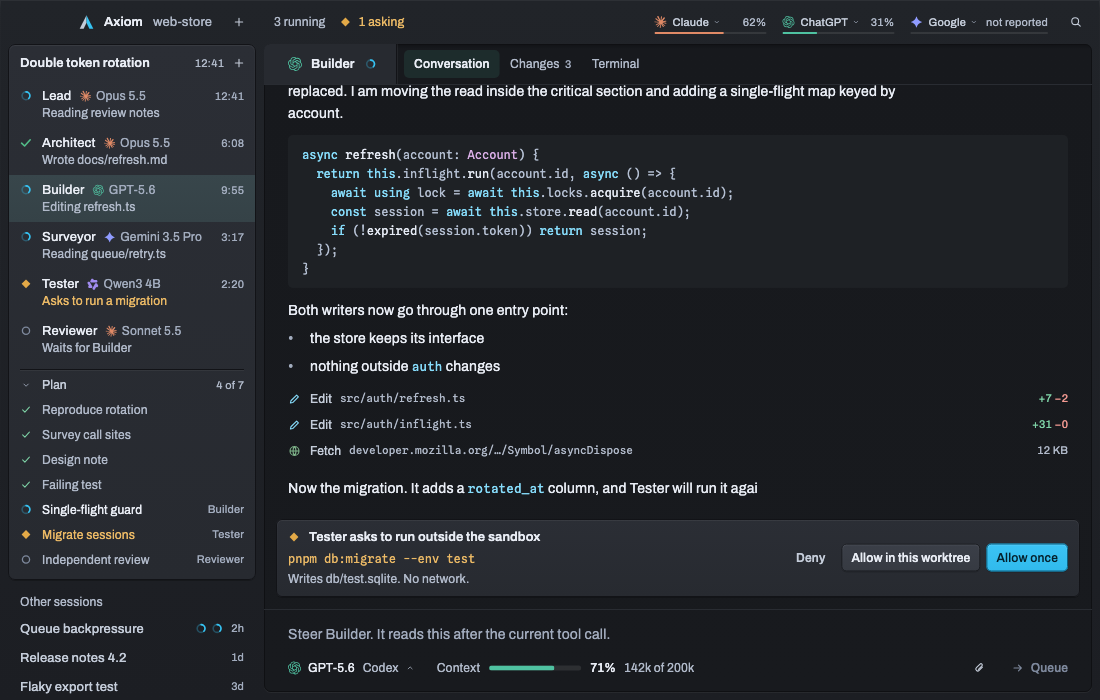 Axiom web-store + 3 running 1 asking Claude 62% ChatGPT 31% Google not reported
Double token rotation 12:41 +
Lead Opus 5.5 12:41
Reading review notes
Architect Opus 5.5 6:08
Wrote docs/refresh.md
Builder GPT-5.6 9:55
Editing refresh.ts
Surveyor Gemini 3.5 Pro 3:17
Reading queue/retry.ts
Tester Qwen3 4B 2:20
Asks to run a migration
Reviewer Sonnet 5.5
Waits for Builder
Plan 4 of 7
Reproduce rotation
Survey call sites
Design note
Failing test
Single-flight guard Builder
Migrate sessions Tester
Independent review Reviewer
Other sessions
Queue backpressure 2h
Release notes 4.2 1d
Flaky export test 3d
Builder Conversation Changes 3 Terminal
replaced. I am moving the read inside the critical section and adding a single-flight map keyed by
account.
async refresh(account: Account) {
return this.inflight.run(account.id, async () => {
await using lock = await this.locks.acquire(account.id);
const session = await this.store.read(account.id);
if (!expired(session.token)) return session;
});
}
Both writers now go through one entry point:
• the store keeps its interface
• nothing outside auth changes
Edit src/auth/refresh.ts +7 −2
Edit src/auth/inflight.ts +31 −0
Fetch developer.mozilla.org/…/Symbol/asyncDispose 12 KB
Now the migration. It adds a rotated_at column, and Tester will run it agai
Tester asks to run outside the sandbox
pnpm db:migrate --env test
Writes db/test.sqlite. No network.
Deny Allow in this worktree Allow once
Steer Builder. It reads this after the current tool call.
GPT-5.6 Codex Context 71% 142k of 200k Queue